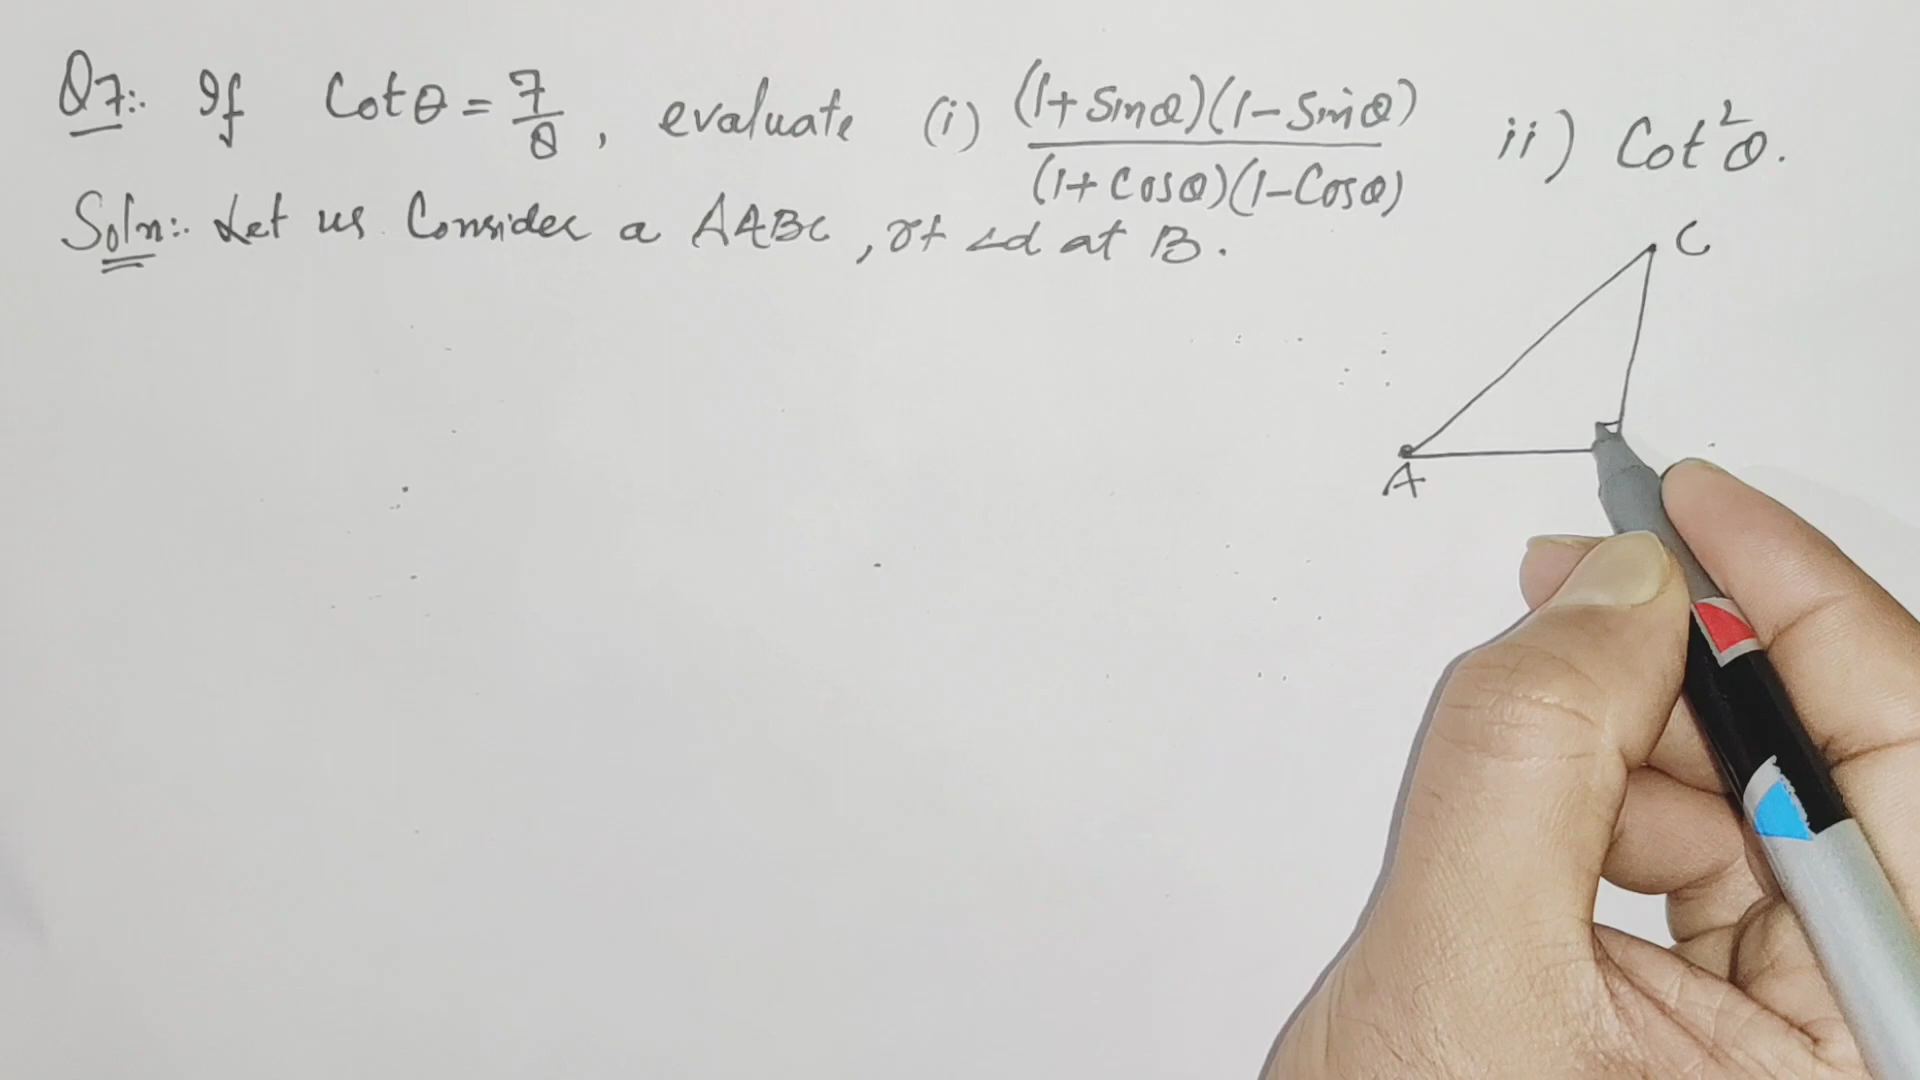 Q7:. If Cot θ = 7/8, evaluate (i) (1+Sinθ)(1-Sinθ)/(1+Cosθ)(1-Cosθ) ii) Cot²θ.
Soln:. Let us Consider a ΔABC, rt ∠d at B.
C
A